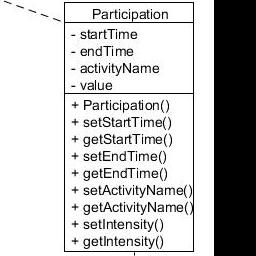 Participation
- startTime
- endTime
- activityName
- value
+ Participation()
+ setStartTime()
+ getStartTime()
+ setEndTime()
+ getEndTime()
+ setActivityName()
+ getActivityName()
+ setIntensity()
+ getIntensity()